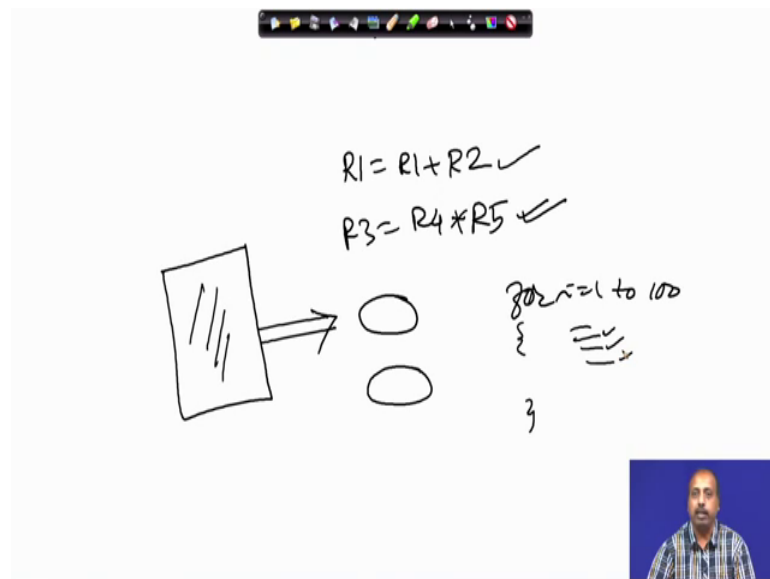 R1 = R1 + R2 ✓
R3 = R4 * R5 ✓
for i=1 to 100
{
}